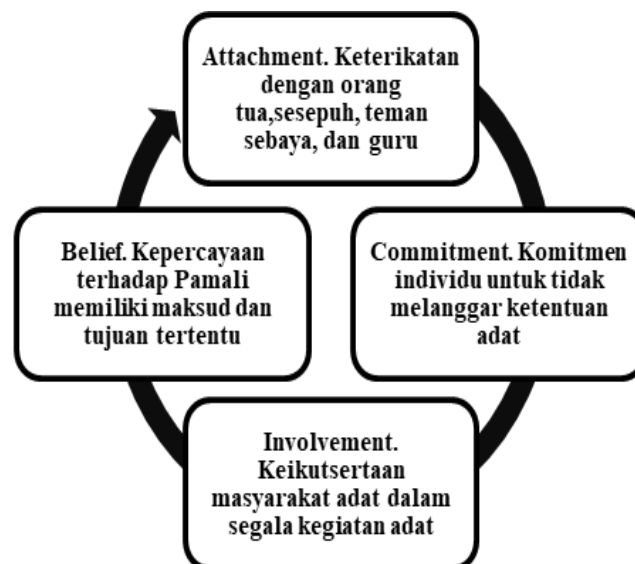 Attachment. Keterikatan
dengan orang
tua,sesepuh, teman
sebaya, dan guru
Commitment. Komitmen
individu untuk tidak
melanggar ketentuan
adat
Involvement.
Keikutsertaan
masyarakat adat dalam
segala kegiatan adat
Belief. Kepercayaan
terhadap Pamali
memiliki maksud dan
tujuan tertentu